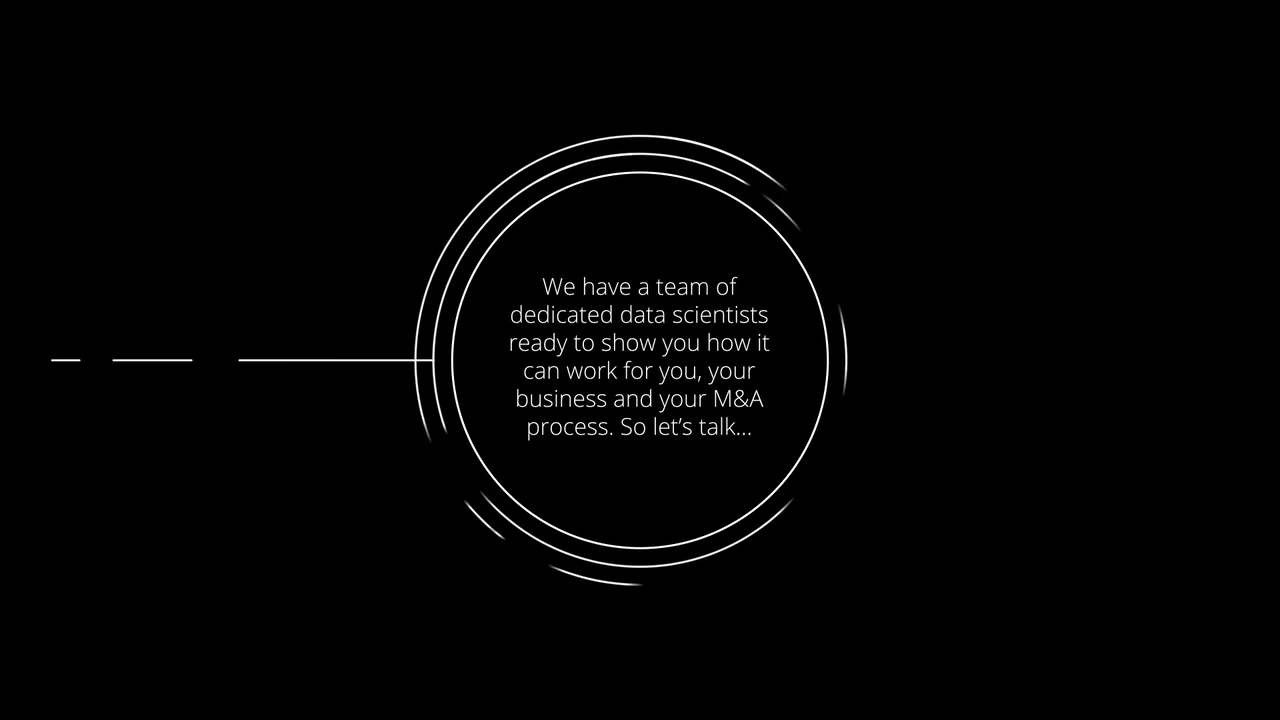 We have a team of
dedicated data scientists
ready to show you how it
can work for you, your
business and your M&A
process. So let’s talk...